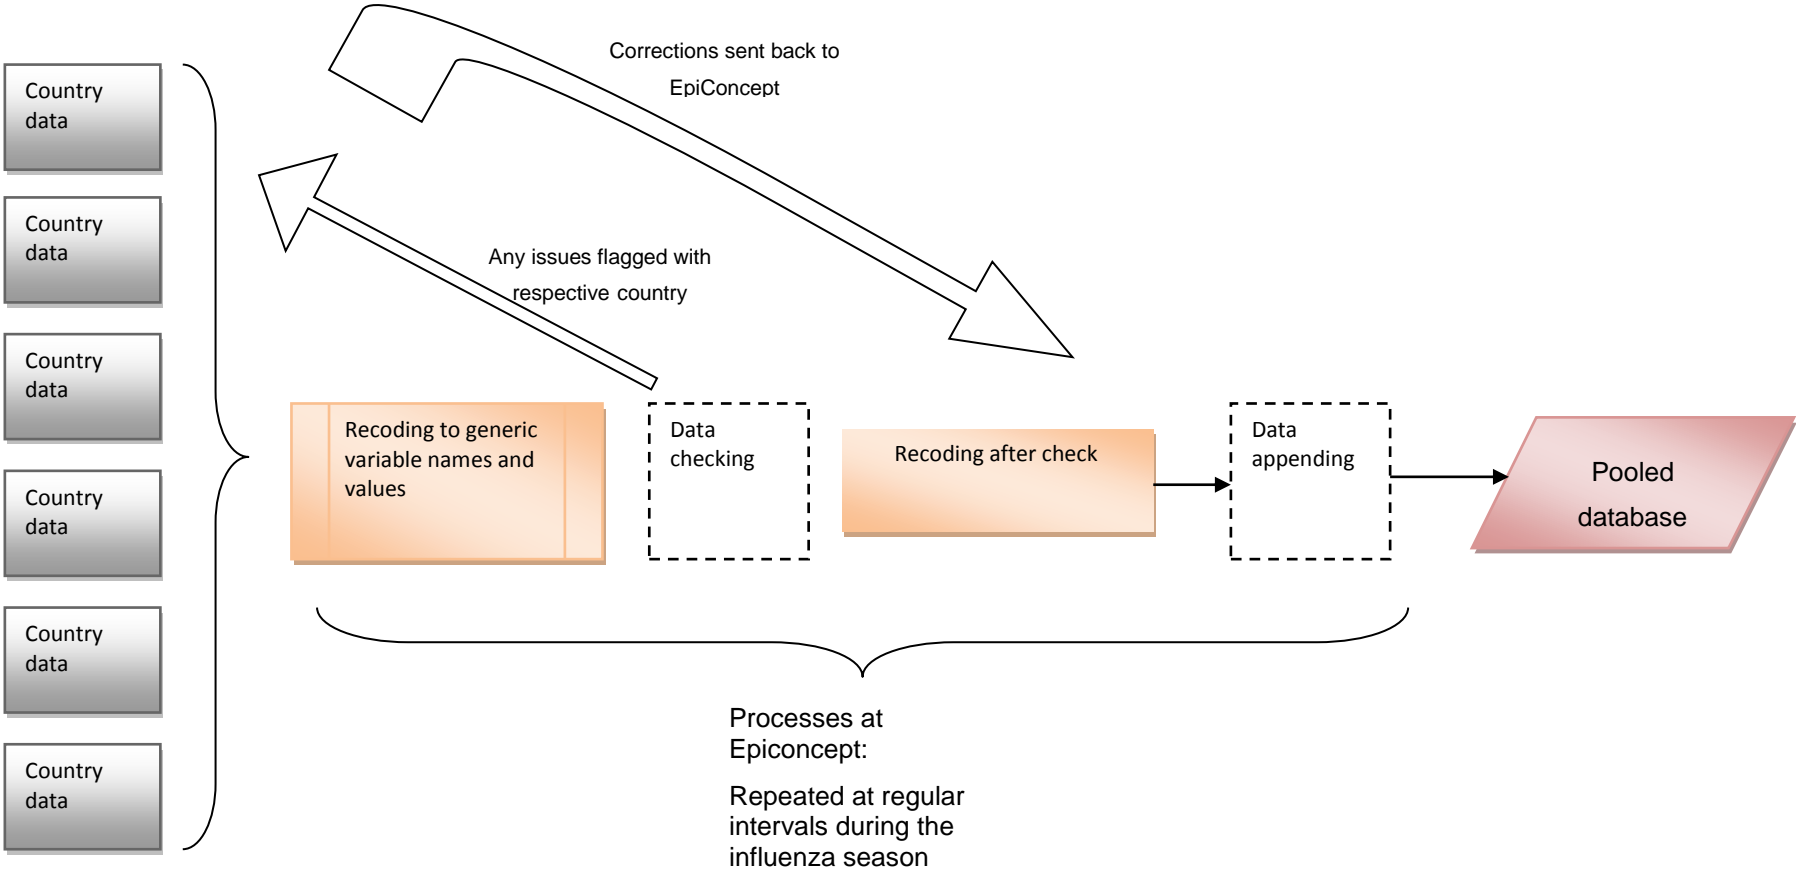 Corrections sent back to
EpiConcept
Country
data
Country
data
Any issues flagged with
respective country
Country
data
Recoding to generic
variable names and
values
Data
checking
Recoding after check
Data
appending
Pooled
database
Country
data
Country
data
Country
data
Processes at
Epiconcept:
Repeated at regular
intervals during the
influenza season